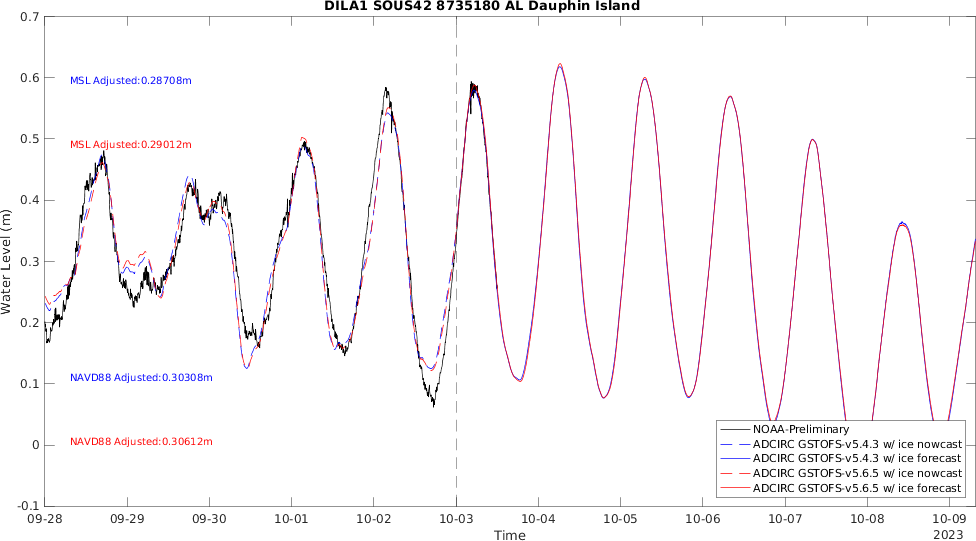 DILA1 SOUS42 8735180 AL Dauphin Island
0.7
0.6
0.5
0.4
0.3
0.2
0.1
0
-0.1
Water Level (m)
MSL Adjusted:0.28708m
MSL Adjusted:0.29012m
NAVD88 Adjusted:0.30308m
NAVD88 Adjusted:0.30612m
NOAA-Preliminary
ADCIRC GSTOFS-v5.4.3 w/ ice nowcast
ADCIRC GSTOFS-v5.4.3 w/ ice forecast
ADCIRC GSTOFS-v5.6.5 w/ ice nowcast
ADCIRC GSTOFS-v5.6.5 w/ ice forecast
09-28 09-29 09-30 10-01 10-02 10-03 10-04 10-05 10-06 10-07 10-08 10-09
2023
Time